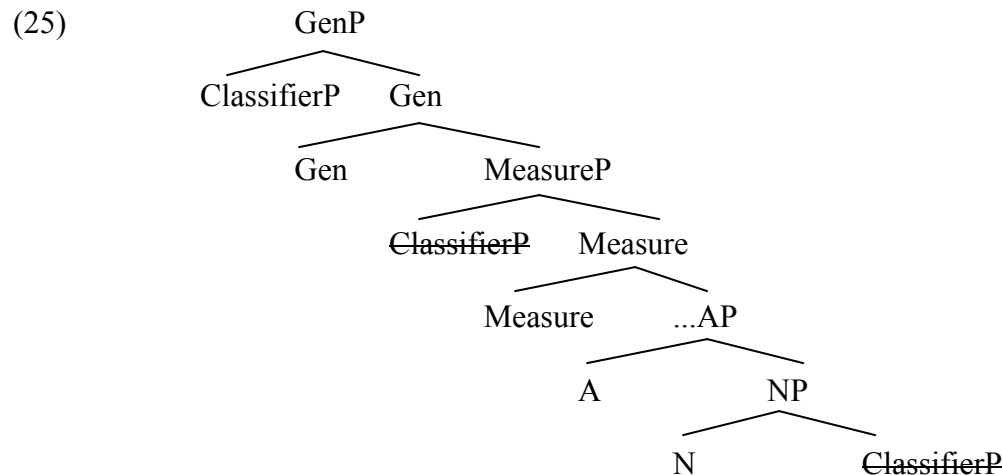 (25) GenP
ClassifierP Gen
Gen MeasureP
ClassifierP Measure
Measure ...AP
A NP
N ClassifierP